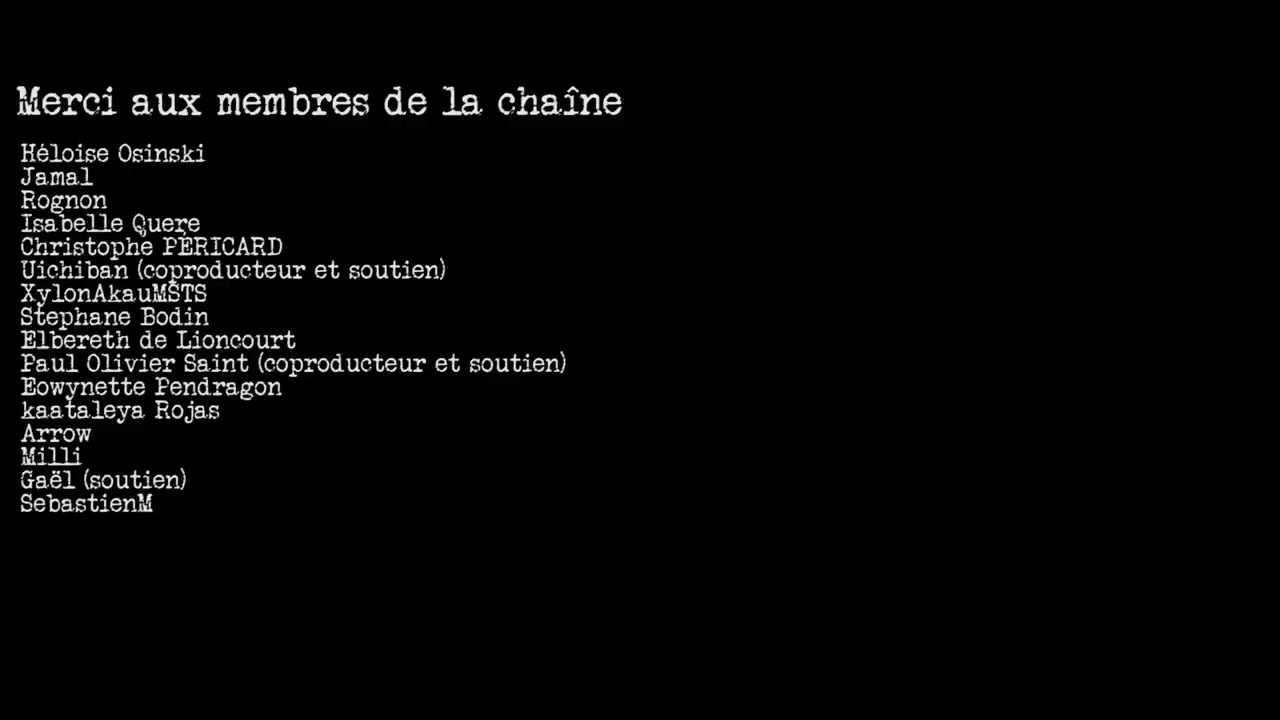 Merci aux membres de la chaîne
Héloise Osinski
Jamal
Rognon
Isabelle Quere
Christophe PÉRICARD
Uichiban (coproducteur et soutien)
XylonAkauMSTS
Stephane Bodin
Elbereth de Lioncourt
Paul Olivier Saint (coproducteur et soutien)
Eowynette Pendragon
kaataleya Rojas
Arrow
Milli
Gaël (soutien)
SebastienM